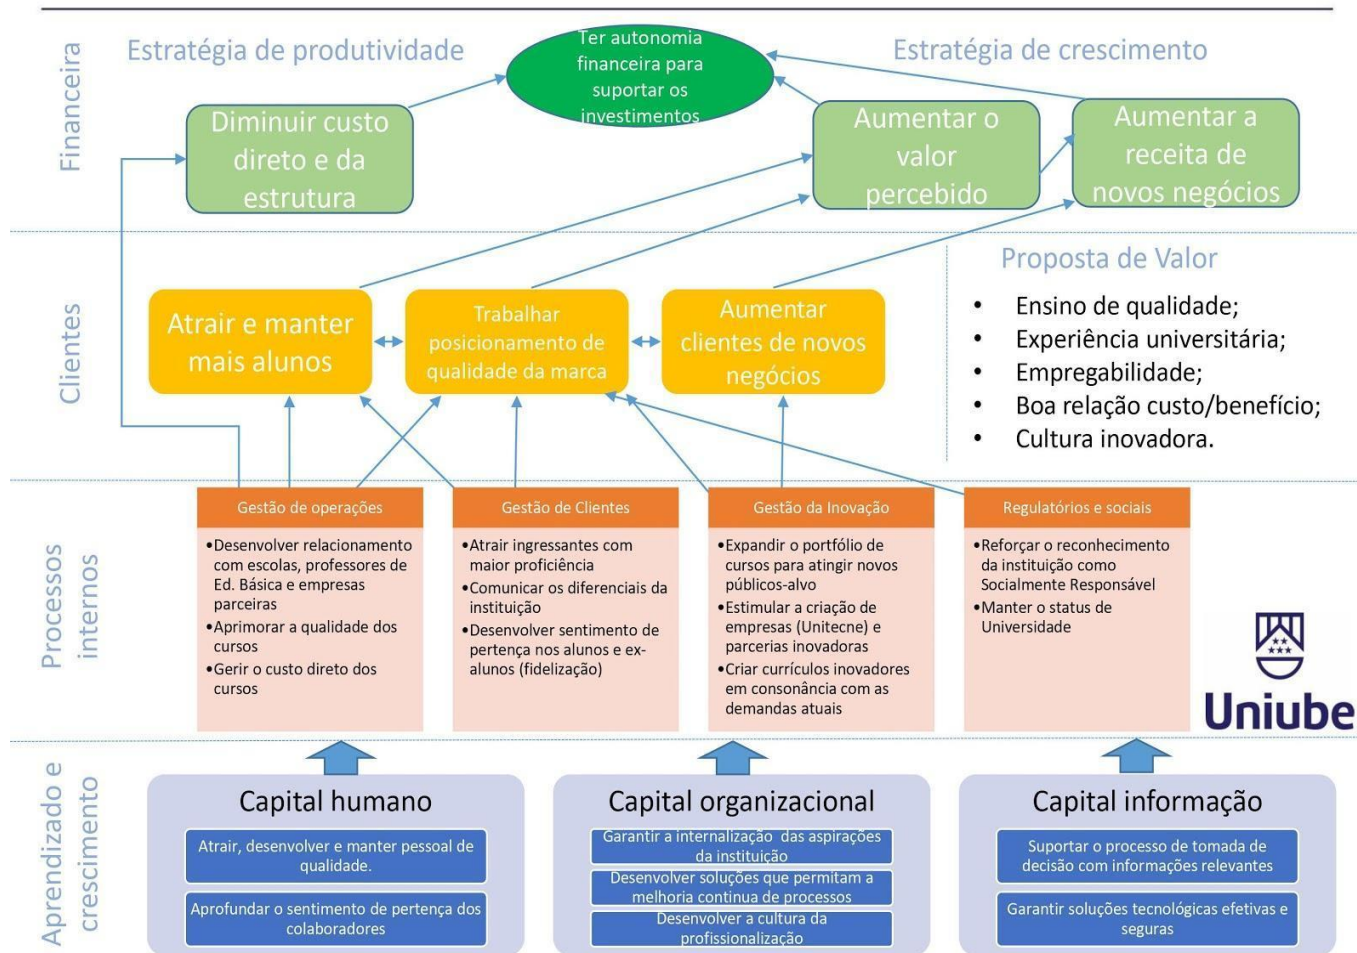 Financeira
Estratégia de produtividade
Ter autonomia
financeira para
suportar os
investimentos
Estratégia de crescimento
Diminuir custo
direto e da
estrutura
Aumentar o
valor
percebido
Aumentar a
receita de
novos negócios
Clientes
Atrair e manter
mais alunos
Trabalhar
posicionamento de
qualidade da marca
Aumentar
clientes de novos
negócios
Proposta de Valor
• Ensino de qualidade;
• Experiência universitária;
• Empregabilidade;
• Boa relação custo/benefício;
• Cultura inovadora.
Processos
internos
Gestão de operações
•Desenvolver relacionamento
com escolas, professores de
Ed. Básica e empresas
parceiras
•Aprimorar a qualidade dos
cursos
•Gerir o custo direto dos
cursos
Gestão de Clientes
•Atrair ingressantes com
maior proficiência
•Comunicar os diferenciais da
instituição
•Desenvolver sentimento de
pertença nos alunos e ex-
alunos (fidelização)
Gestão da Inovação
•Expandir o portfólio de
cursos para atingir novos
públicos-alvo
•Estimular a criação de
empresas (Unitecne) e
parcerias inovadoras
•Criar currículos inovadores
em consonância com as
demandas atuais
Regulatórios e sociais
•Reforçar o reconhecimento
da instituição como
Socialmente Responsável
•Manter o status de
Universidade
Uniube
Aprendizado e
crescimento
Capital humano
Atrair, desenvolver e manter pessoal de
qualidade.
Aprofundar o sentimento de pertença dos
colaboradores
Capital organizacional
Garantir a internalização das aspirações
da instituição
Desenvolver soluções que permitam a
melhoria continua de processos
Desenvolver a cultura da
profissionalização
Capital informação
Suportar o processo de tomada de
decisão com informações relevantes
Garantir soluções tecnológicas efetivas e
seguras